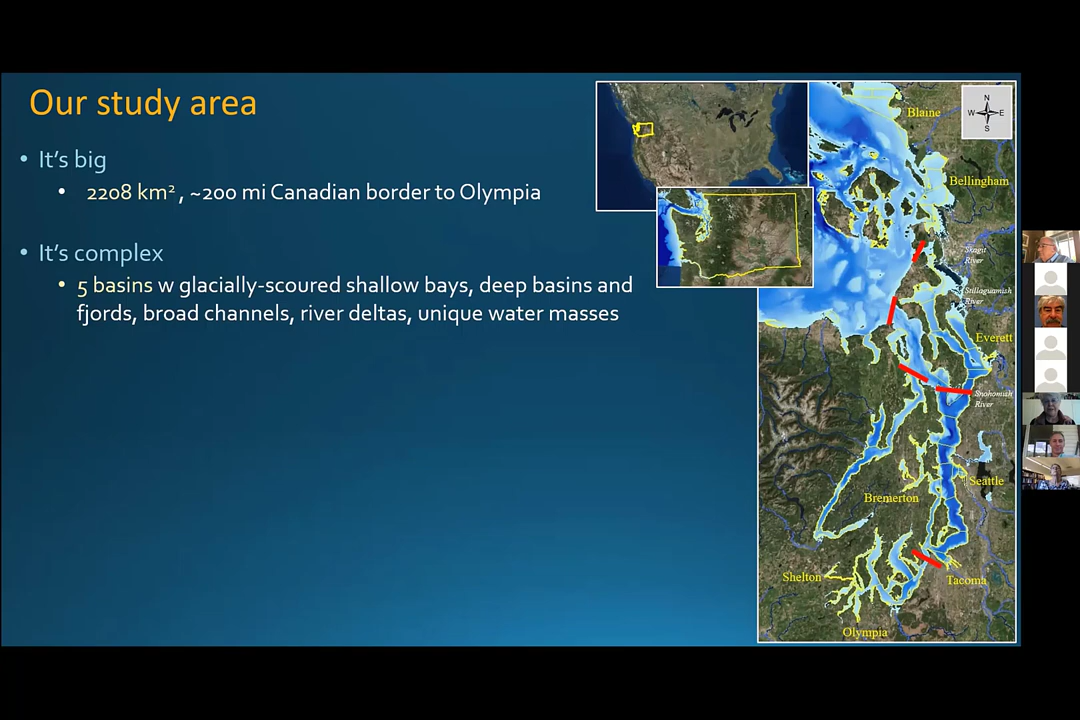 Our study area
• It's big
• 2208 km², ~200 mi Canadian border to Olympia
• It's complex
• 5 basins w glacially-scoured shallow bays, deep basins and
fjords, broad channels, river deltas, unique water masses
N
W E
S
Blaine
Bellingham
Skagit
River
Stillaguamish
River
Everett
Snohomish
River
Seattle
Bremerton
Shelton
Tacoma
Olympia